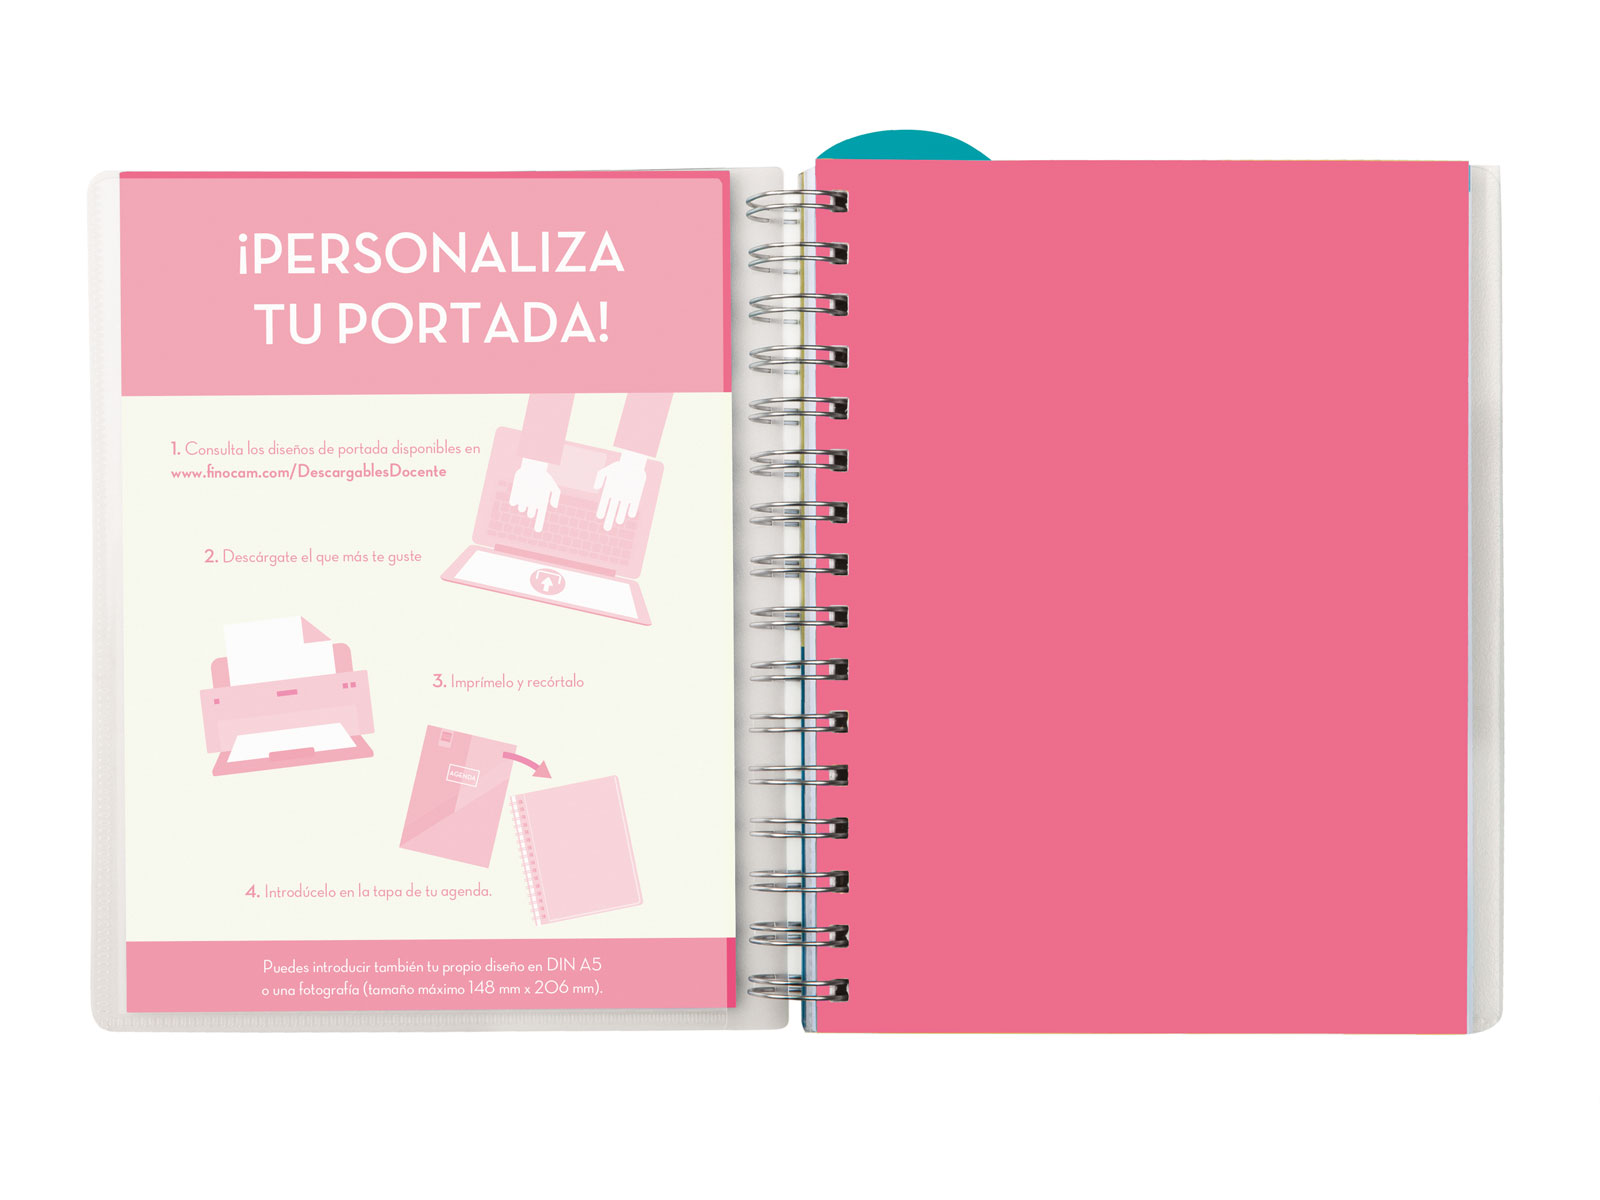 ¡PERSONALIZA
TU PORTADA!
1. Consulta los diseños de portada disponibles en
www.finocam.com/DescargablesDocente
2. Descárgate el que más te guste
3. Imprímelo y recórtalo
AGENDA
4. Introdúcelo en la tapa de tu agenda.
Puedes introducir también tu propio diseño en DIN A5
o una fotografía (tamaño máximo 148 mm x 206 mm).